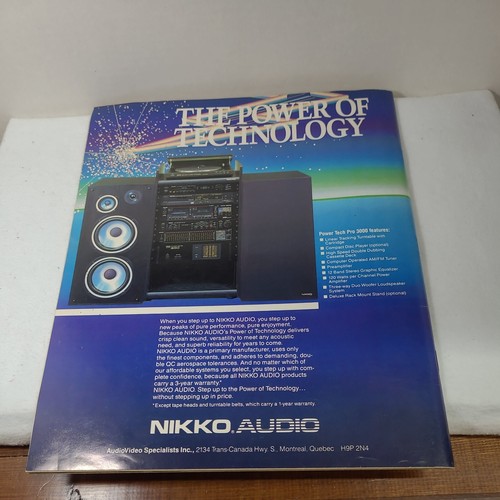 THE POWER OF
TECHNOLOGY
Power Tech Pro 3000 features:
Linear Tracking Turntable with
Cartridge
Compact Disc Player (optional)
High Speed Double Dubbing
Cassette Deck
Computer Operated AM/FM Tuner
Preamplifier
12 Band Stereo Graphic Equalizer
120 Watts per Channel Power
Amplifier
Three-way Duo Woofer Loudspeaker
System
Deluxe Rack Mount Stand (optional)
When you step up to NIKKO AUDIO, you step up to
new peaks of pure performance, pure enjoyment.
Because NIKKO AUDIO's Power of Technology delivers
crisp clean sound, versatility to meet any acoustic
need, and superb reliability for years to come.
NIKKO AUDIO is a primary manufacturer, uses only
the finest components, and adheres to demanding, dou-
ble QC aerospace tolerances. And no matter which of
our affordable systems you select, you step up with com-
plete confidence, because all NIKKO AUDIO products
carry a 3-year warranty.*
NIKKO AUDIO. Step up to the Power of Technology...
without stepping up in price.
*Except tape heads and turntable belts, which carry a 1-year warranty.
NIKKO.AUDIO
AudioVideo Specialists Inc., 2134 Trans-Canada Hwy. S., Montreal, Quebec H9P 2N4